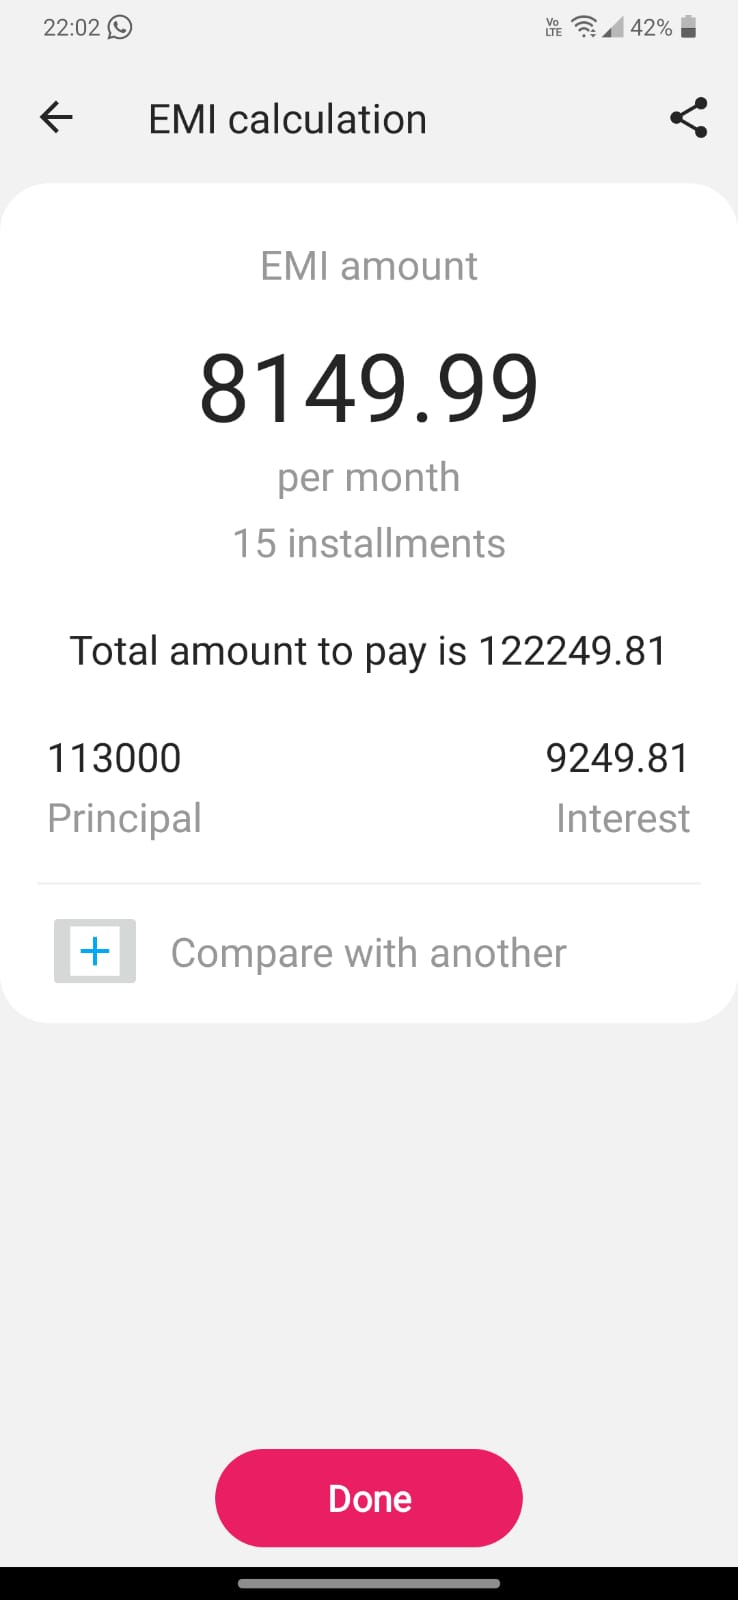 22:02 Vo LTE 42%
EMI calculation
EMI amount
8149.99
per month
15 installments
Total amount to pay is 122249.81
113000 9249.81
Principal Interest
Compare with another
Done